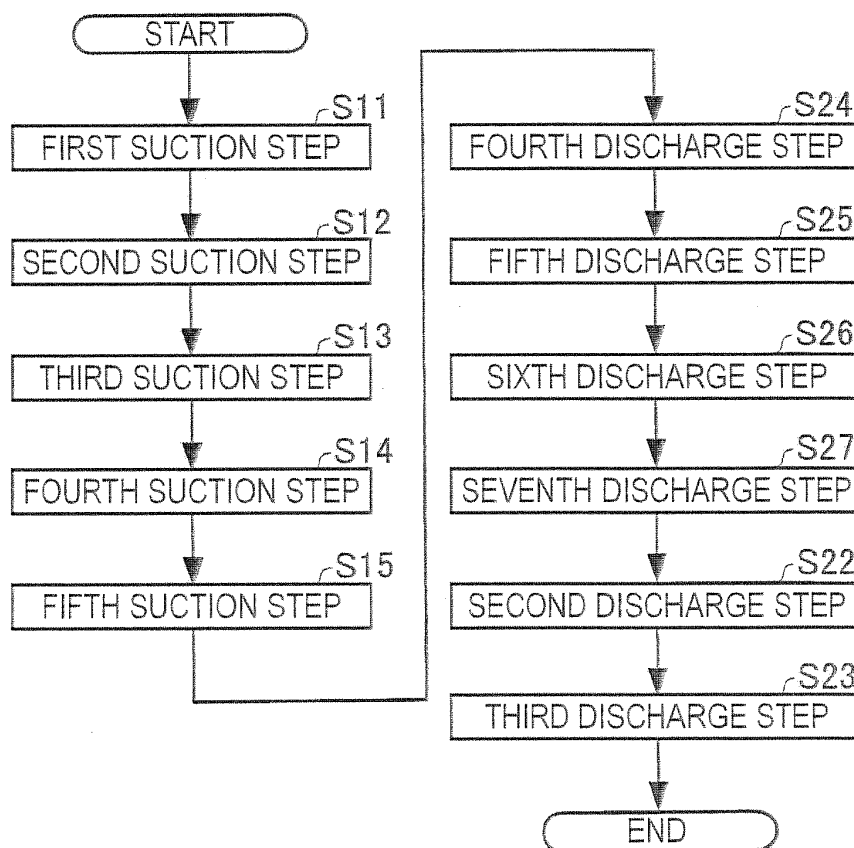 START
S11
FIRST SUCTION STEP
S12
SECOND SUCTION STEP
S13
THIRD SUCTION STEP
S14
FOURTH SUCTION STEP
S15
FIFTH SUCTION STEP
S24
FOURTH DISCHARGE STEP
S25
FIFTH DISCHARGE STEP
S26
SIXTH DISCHARGE STEP
S27
SEVENTH DISCHARGE STEP
S22
SECOND DISCHARGE STEP
S23
THIRD DISCHARGE STEP
END